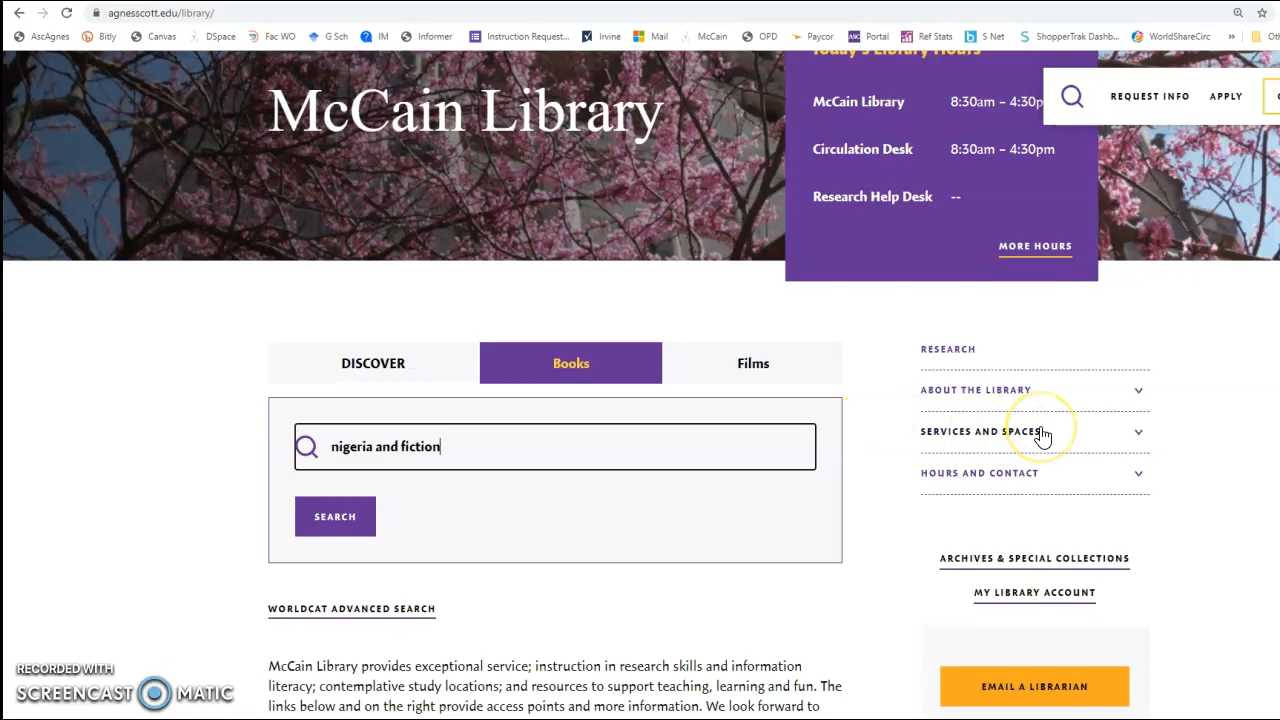 agnesscott.edu/library/
AscAgnes Bitly Canvas DSpace Fac WO G Sch IM Informer Instruction Request... Irvine Mail McCain OPD Paycor Portal Ref Stats S Net ShopperTrak Dashb... WorldShareCirc »
Today's Library Hours
McCain Library
McCain Library 8:30am – 4:30p
REQUEST INFO APPLY
Circulation Desk 8:30am – 4:30pm
Research Help Desk --
MORE HOURS
DISCOVER Books Films
nigeria and fiction
SEARCH
RESEARCH
ABOUT THE LIBRARY
SERVICES AND SPACES
HOURS AND CONTACT
ARCHIVES & SPECIAL COLLECTIONS
MY LIBRARY ACCOUNT
EMAIL A LIBRARIAN
WORLDCAT ADVANCED SEARCH
McCain Library provides exceptional service; instruction in research skills and information
literacy; contemplative study locations; and resources to support teaching, learning and fun. The
links below and on the right provide access points and more information. We look forward to
RECORDED WITH
SCREENCAST MATIC